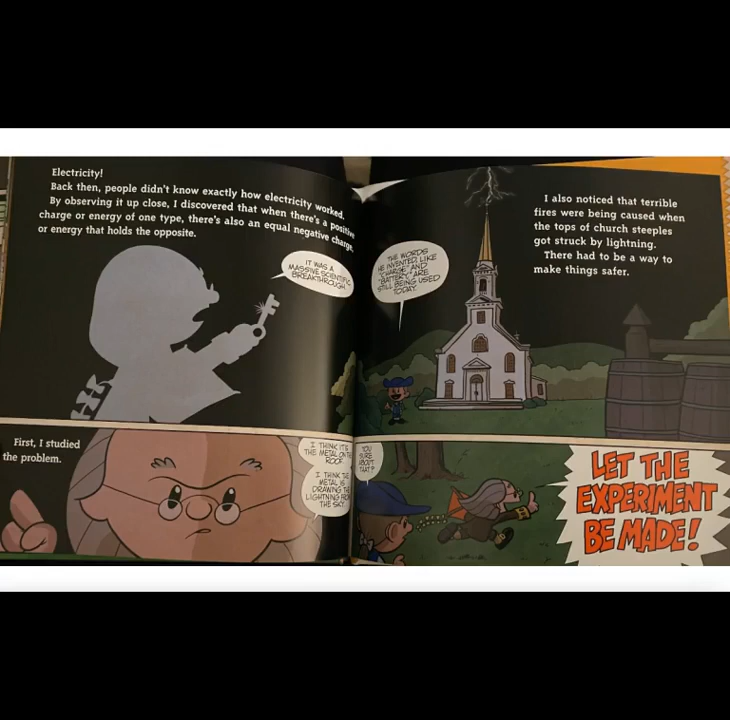 Electricity!
Back then, people didn't know exactly how electricity worked.
By observing it up close, I discovered that when there's a positive
charge or energy of one type, there's also an equal negative charge,
or energy that holds the opposite.
IT WAS A
MASSIVE SCIENTIFIC
BREAKTHROUGH.
First, I studied
the problem.
I THINK IT'S
THE METAL ON THE
ROOF.
I THINK THE
METAL IS
DRAWING THE
LIGHTNING FROM
THE SKY.
THE WORDS
HE INVENTED, LIKE
"CHARGE" AND
"BATTERY," ARE
STILL BEING USED
TODAY.
I also noticed that terrible
fires were being caused when
the tops of church steeples
got struck by lightning.
There had to be a way to
make things safer.
YOU
SURE
ABOUT
THAT?
LET THE
EXPERIMENT
BE MADE!